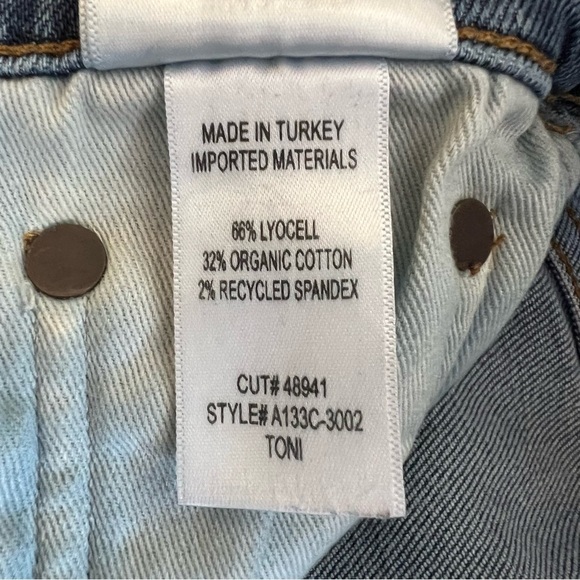 MADE IN TURKEY
IMPORTED MATERIALS
66% LYOCELL
32% ORGANIC COTTON
2% RECYCLED SPANDEX
CUT# 48941
STYLE# A133C-3002
TONI